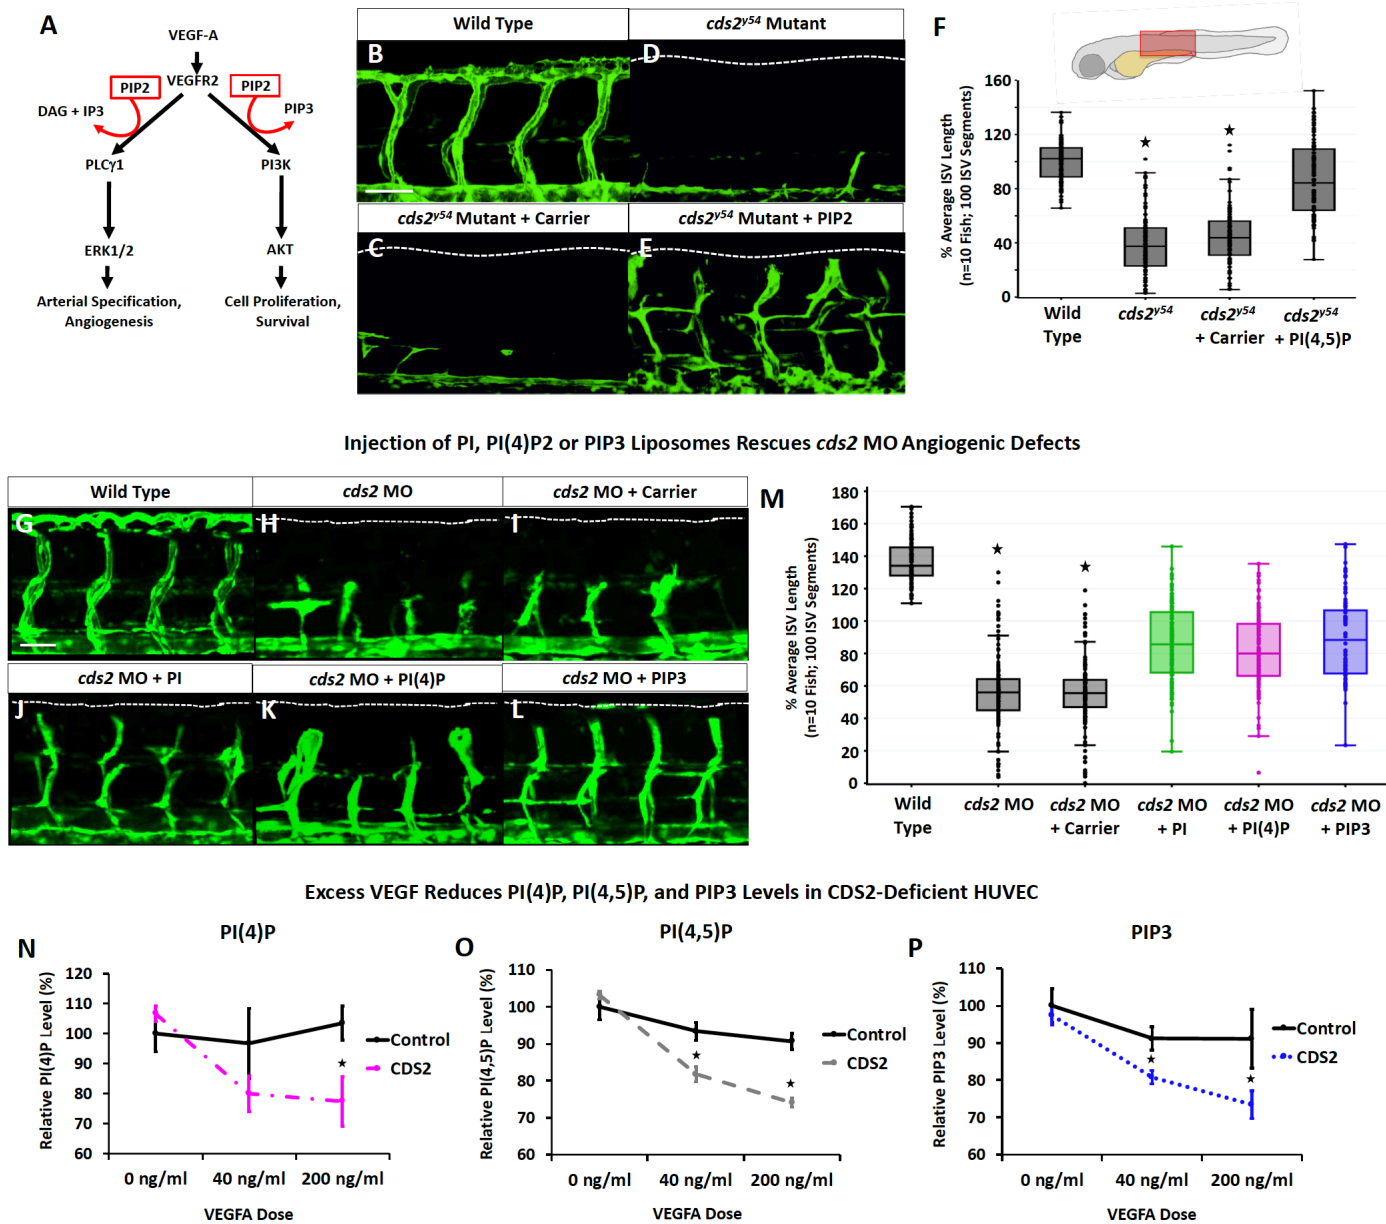 A
VEGF-A
VEGFR2
PIP2
PIP2
DAG + IP3
PIP3
PLCγ1
PI3K
ERK1/2
AKT
Arterial Specification,
Angiogenesis
Cell Proliferation,
Survival
Wild Type
cds2y54 Mutant
B
D
cds2y54 Mutant + Carrier
cds2y54 Mutant + PIP2
C
E
F
% Average ISV Length
(n=10 Fish; 100 ISV Segments)
160
120
80
40
0
Wild
Type
cds2y54
cds2y54
+ Carrier
cds2y54
+ PI(4,5)P
Injection of PI, PI(4)P2 or PIP3 Liposomes Rescues cds2 MO Angiogenic Defects
Wild Type
cds2 MO
cds2 MO + Carrier
G
H
I
cds2 MO + PI
cds2 MO + PI(4)P
cds2 MO + PIP3
J
K
L
M
% Average ISV Length
(n=10 Fish; 100 ISV Segments)
180
160
140
120
100
80
60
40
20
0
Wild
Type
cds2 MO
cds2 MO
+ Carrier
cds2 MO
+ PI
cds2 MO
+ PI(4)P
cds2 MO
+ PIP3
Excess VEGF Reduces PI(4)P, PI(4,5)P, and PIP3 Levels in CDS2-Deficient HUVEC
N
PI(4)P
Relative PI(4)P Level (%)
120
110
100
90
80
70
60
Control
CDS2
0 ng/ml
40 ng/ml
200 ng/ml
VEGFA Dose
O
PI(4,5)P
Relative PI(4,5)P Level (%)
110
100
90
80
70
60
Control
CDS2
0 ng/ml
40 ng/ml
200 ng/ml
VEGFA Dose
P
PIP3
Relative PIP3 Level (%)
110
100
90
80
70
60
Control
CDS2
0 ng/ml
40 ng/ml
200 ng/ml
VEGFA Dose